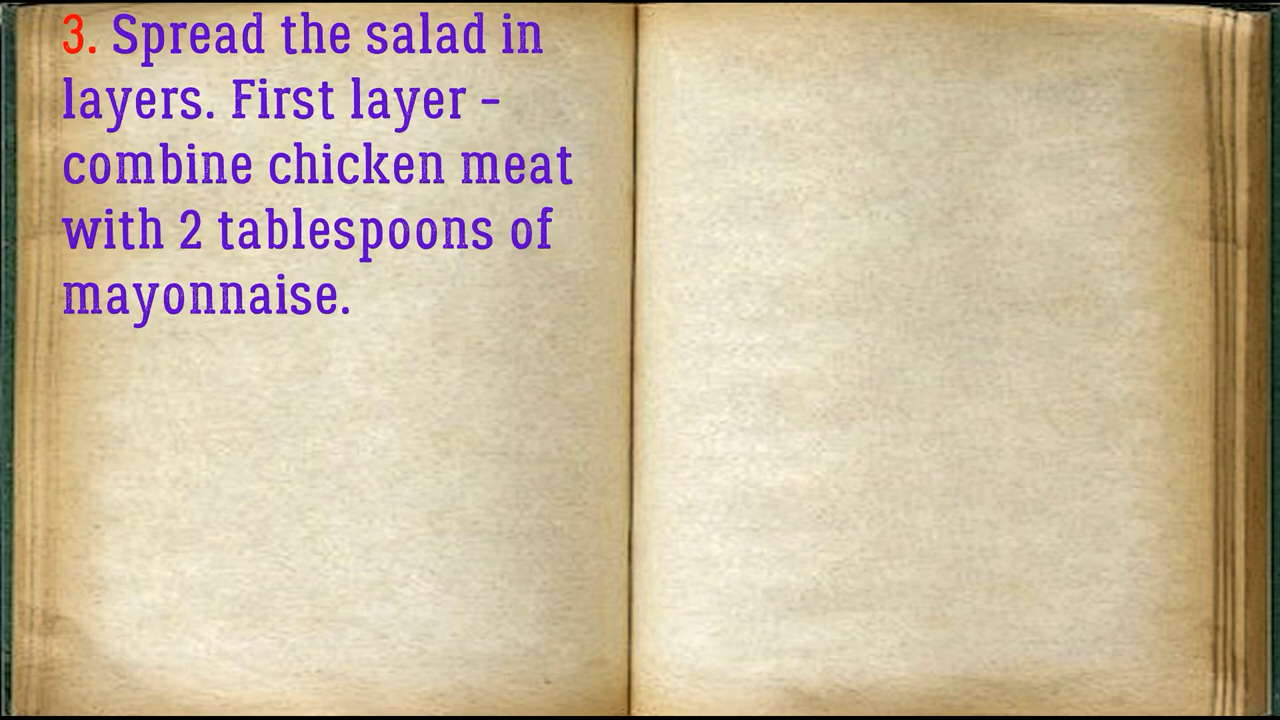 3. Spread the salad in
layers. First layer -
combine chicken meat
with 2 tablespoons of
mayonnaise.